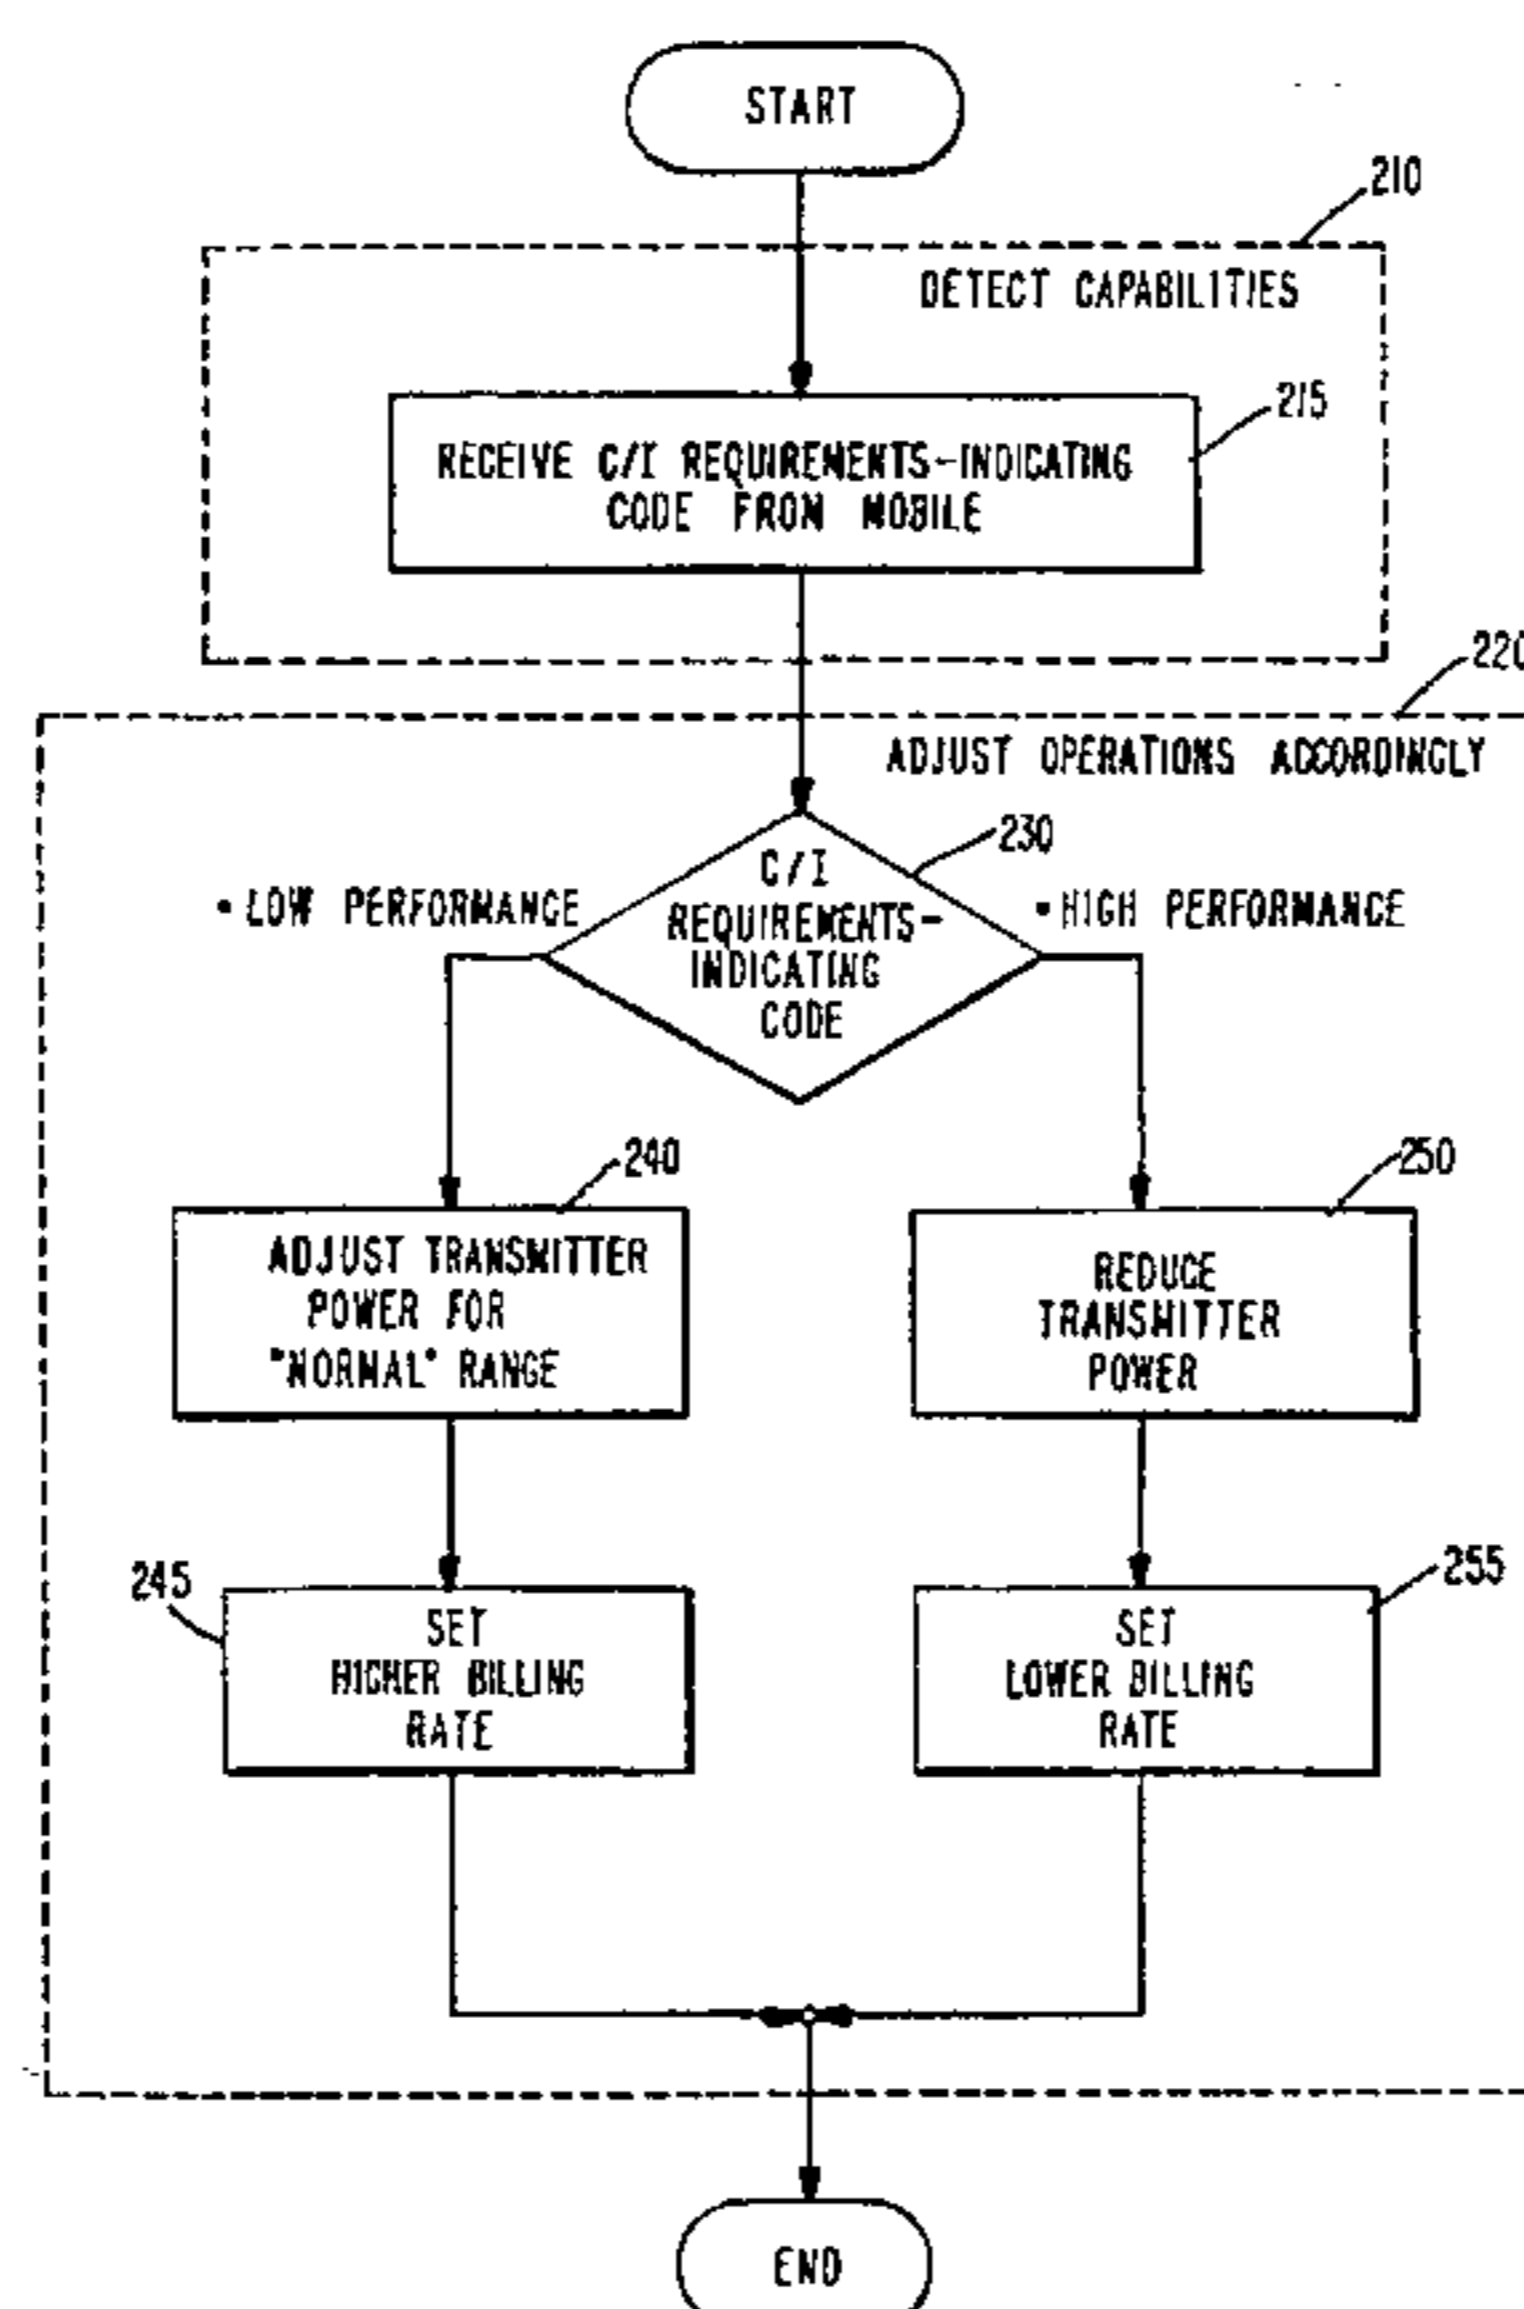 START
210
DETECT CAPABILITIES
215
RECEIVE C/I REQUIREMENTS-INDICATING
CODE FROM MOBILE
220
ADJUST OPERATIONS ACCORDINGLY
230
• LOW PERFORMANCE
• HIGH PERFORMANCE
C/I
REQUIREMENTS-
INDICATING
CODE
240
250
ADJUST TRANSMITTER
POWER FOR
"NORMAL" RANGE
REDUCE
TRANSMITTER
POWER
245
255
SET
HIGHER BILLING
RATE
SET
LOWER BILLING
RATE
END